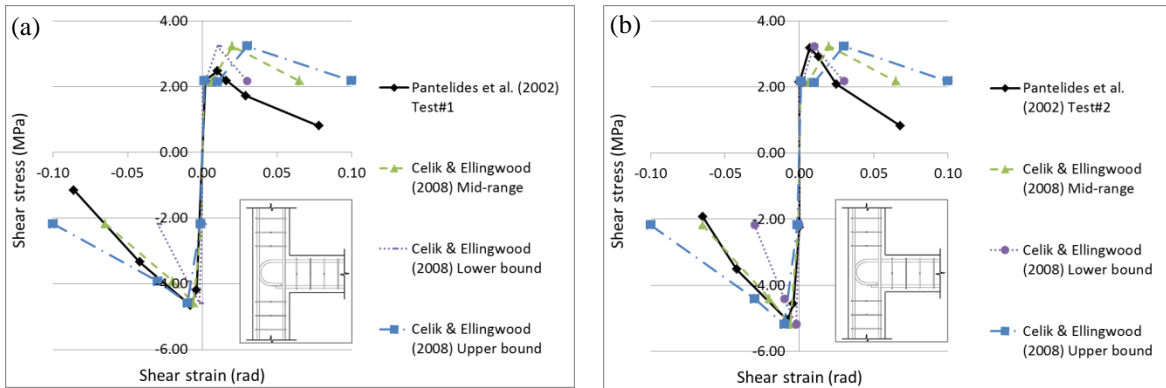 (a)
4.00
2.00
0.00
-0.10
-0.05
0.00
0.05
0.10
-2.00
-4.00
-6.00
Shear stress (MPa)
Shear strain (rad)
Pantelides et al. (2002)
Test#1
Celik & Ellingwood
(2008) Mid-range
Celik & Ellingwood
(2008) Lower bound
Celik & Ellingwood
(2008) Upper bound
(b)
4.00
2.00
0.00
-0.10
-0.05
0.00
0.05
0.10
-2.00
-4.00
-6.00
Shear stress (MPa)
Shear strain (rad)
Pantelides et al.
(2002) Test#2
Celik & Ellingwood
(2008) Mid-range
Celik & Ellingwood
(2008) Lower bound
Celik & Ellingwood
(2008) Upper bound